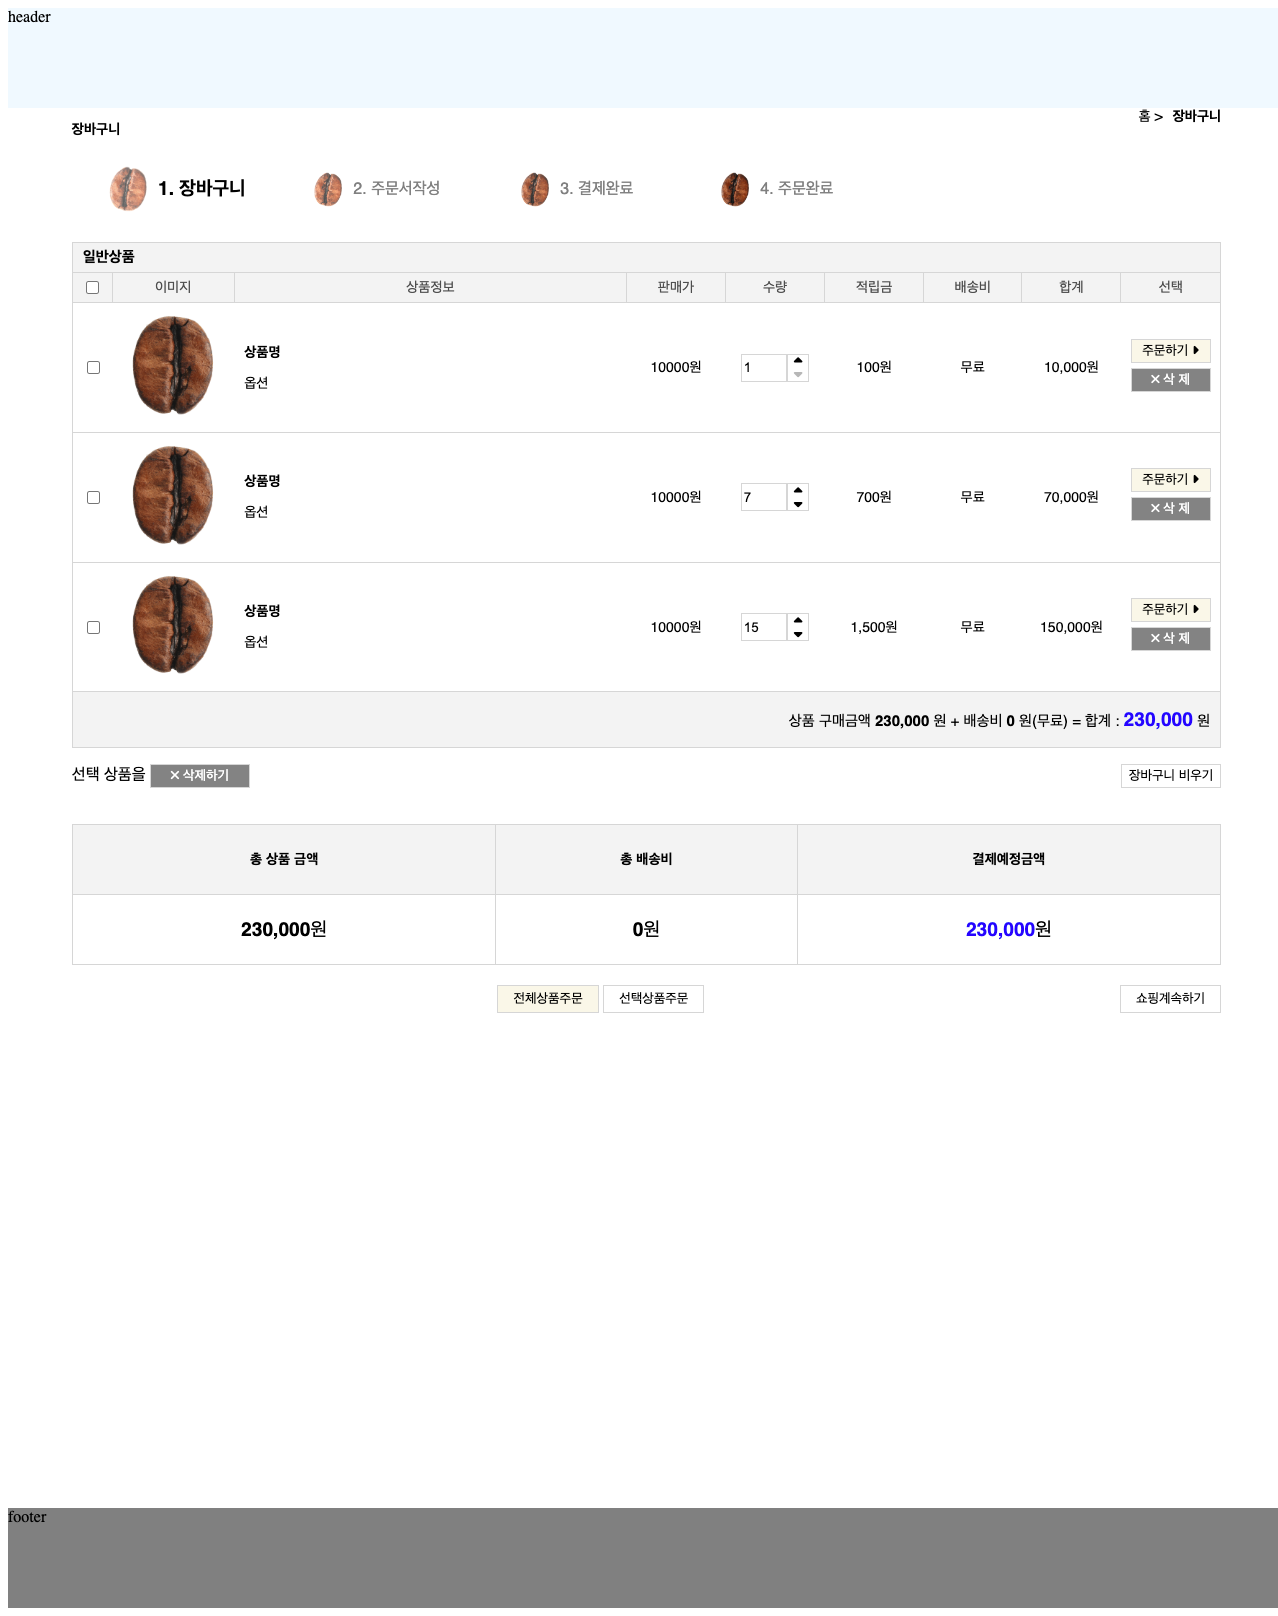 header
홈 > 장바구니
장바구니
1. 장바구니 2. 주문서작성 3. 결제완료 4. 주문완료
일반상품
이미지 상품정보 판매가 수량 적립금 배송비 합계 선택
상품명
옵션
10000원 1 100원 무료 10,000원
주문하기
삭 제
상품명
옵션
10000원 7 700원 무료 70,000원
주문하기
삭 제
상품명
옵션
10000원 15 1,500원 무료 150,000원
주문하기
삭 제
상품 구매금액 230,000 원 + 배송비 0 원(무료) = 합계 : 230,000 원
선택 상품을 삭제하기 장바구니 비우기
총 상품 금액 총 배송비 결제예정금액
230,000원 0원 230,000원
전체상품주문 선택상품주문 쇼핑계속하기
footer